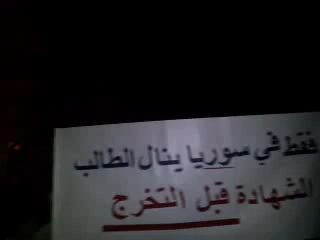 فقط في سوريا ينال الطالب
الشهادة قبل التخرج